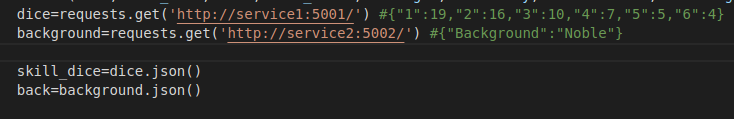 dice=requests.get('http://service1:5001/') #{"1":19,"2":16,"3":10,"4":7,"5":5,"6":4}
background=requests.get('http://service2:5002/') #{"Background":"Noble"}
skill_dice=dice.json()
back=background.json()